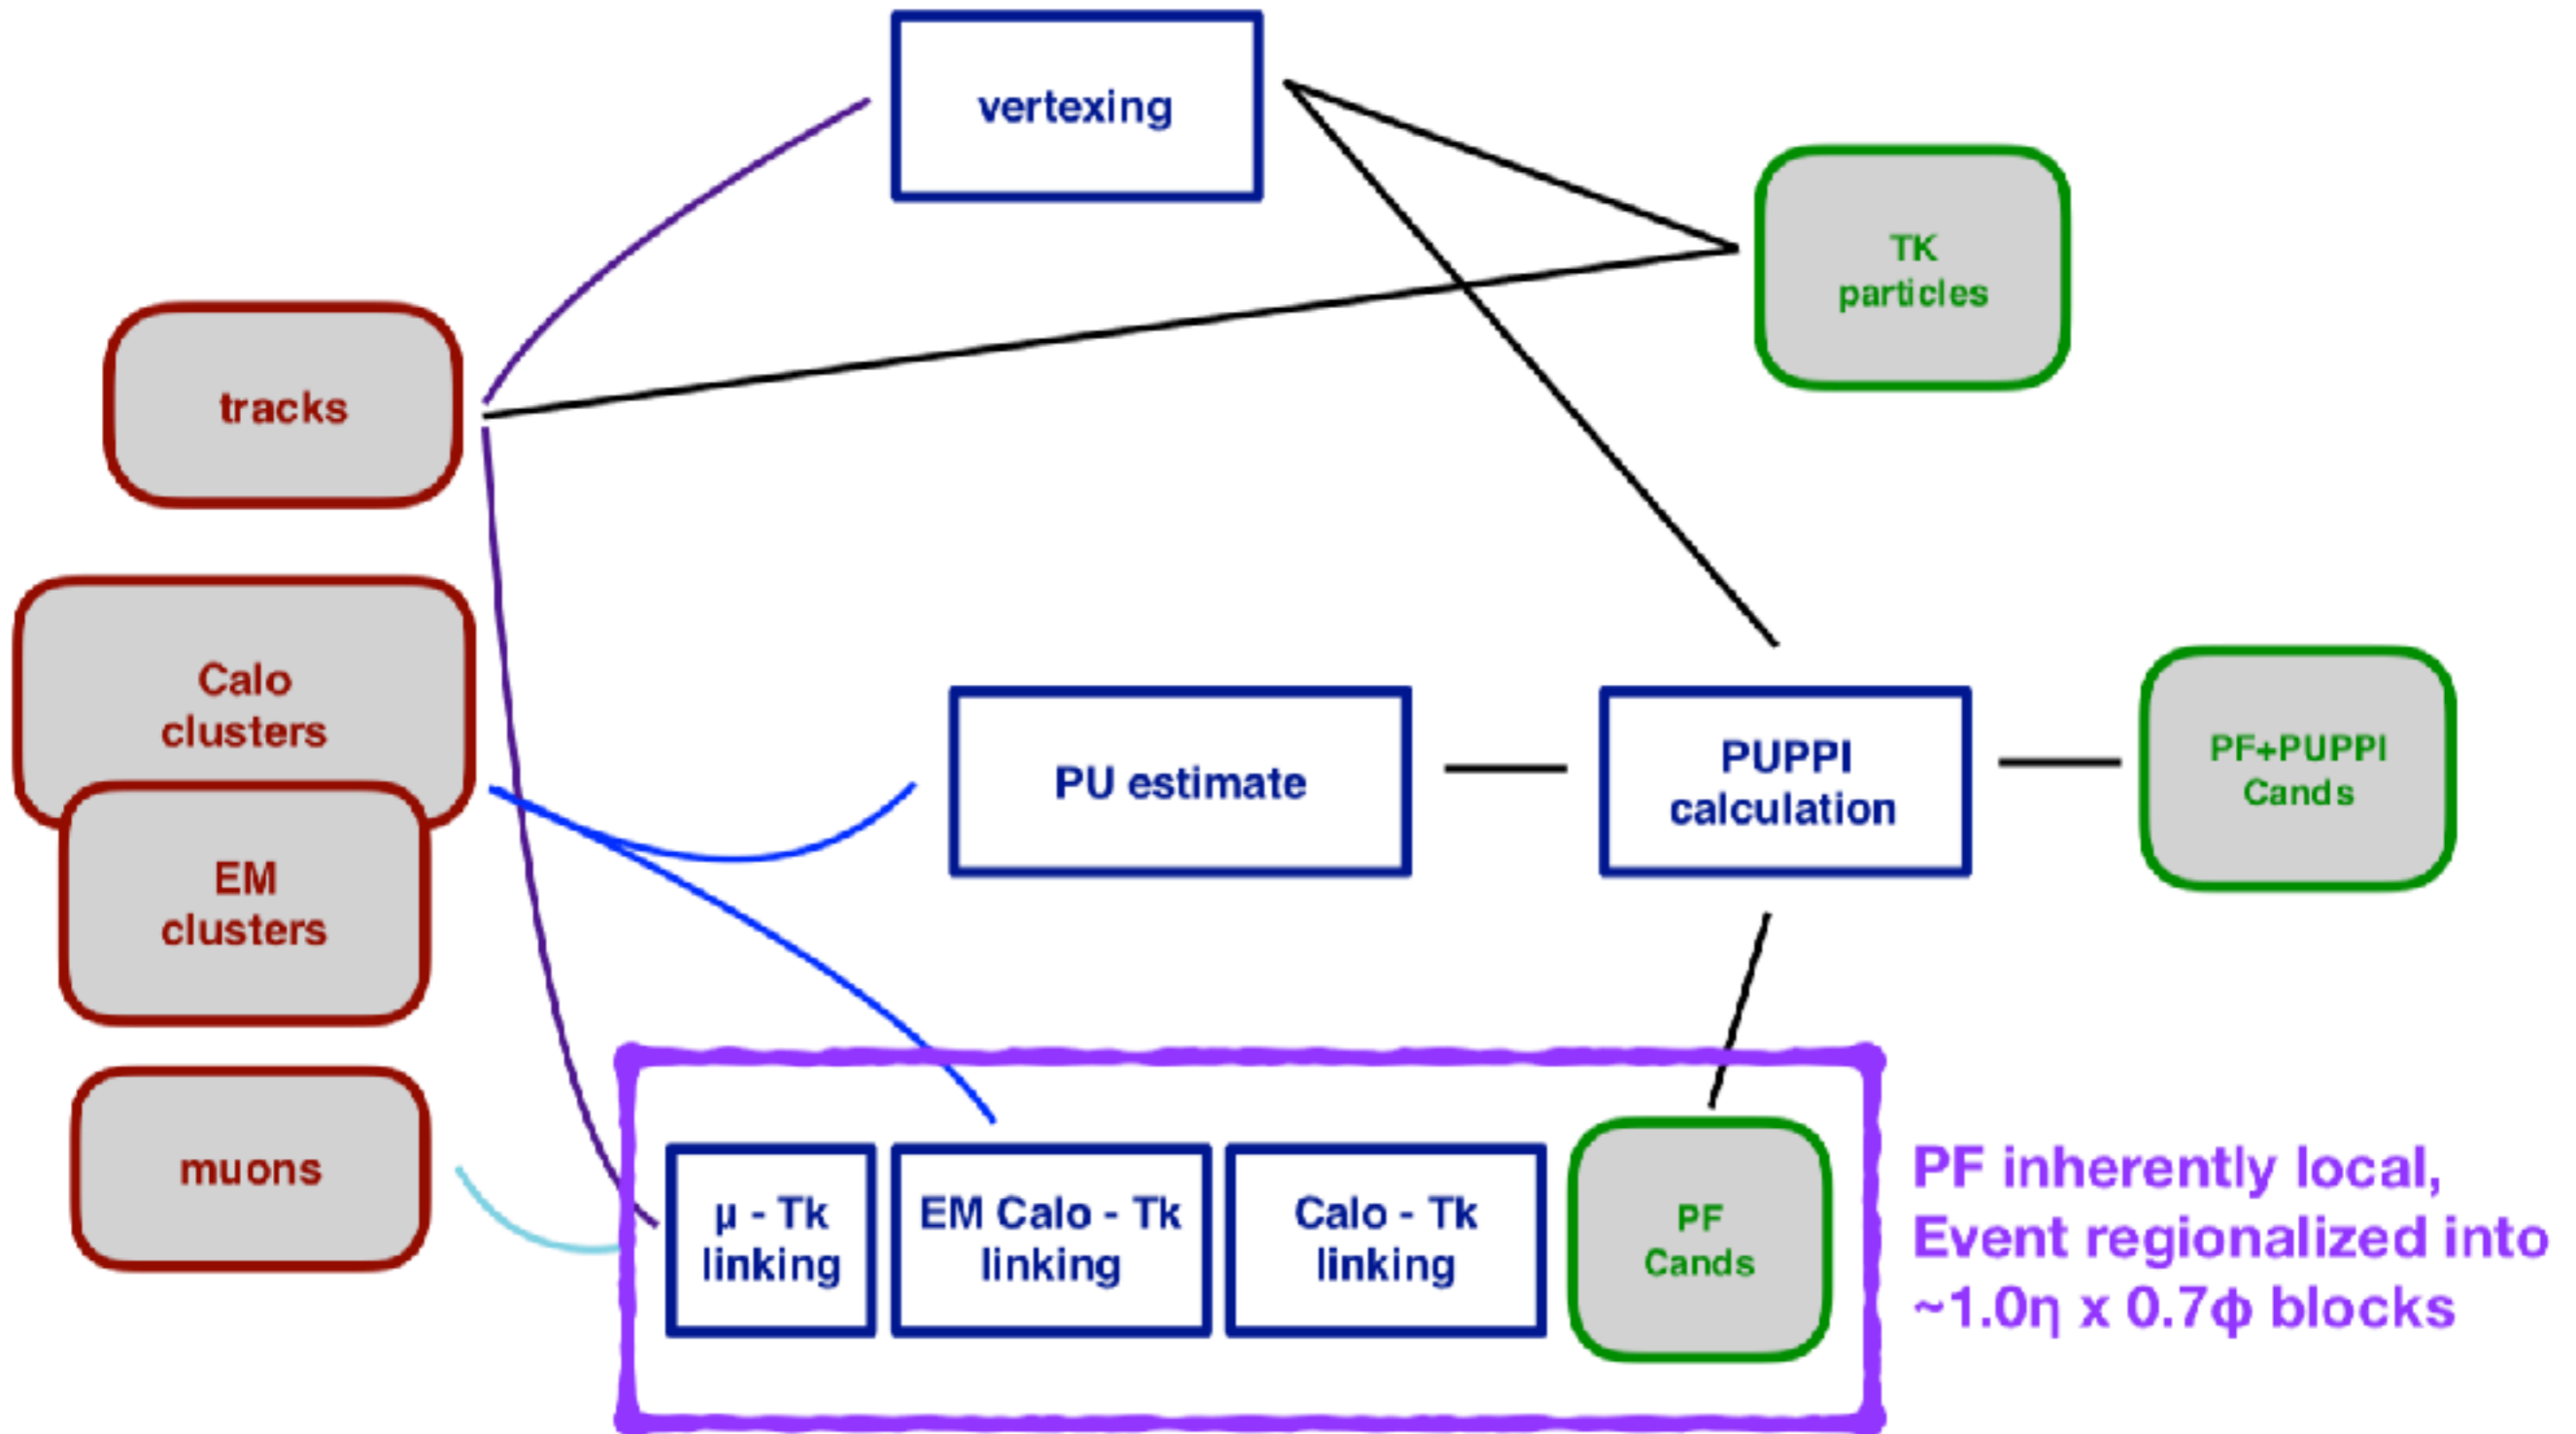 vertexing
TK
particles
tracks
Calo
clusters
EM
clusters
muons
PU estimate
PUPPI
calculation
PF+PUPPI
Cands
μ - Tk
linking
EM Calo - Tk
linking
Calo - Tk
linking
PF
Cands
PF inherently local,
Event regionalized into
~1.0η x 0.7ϕ blocks